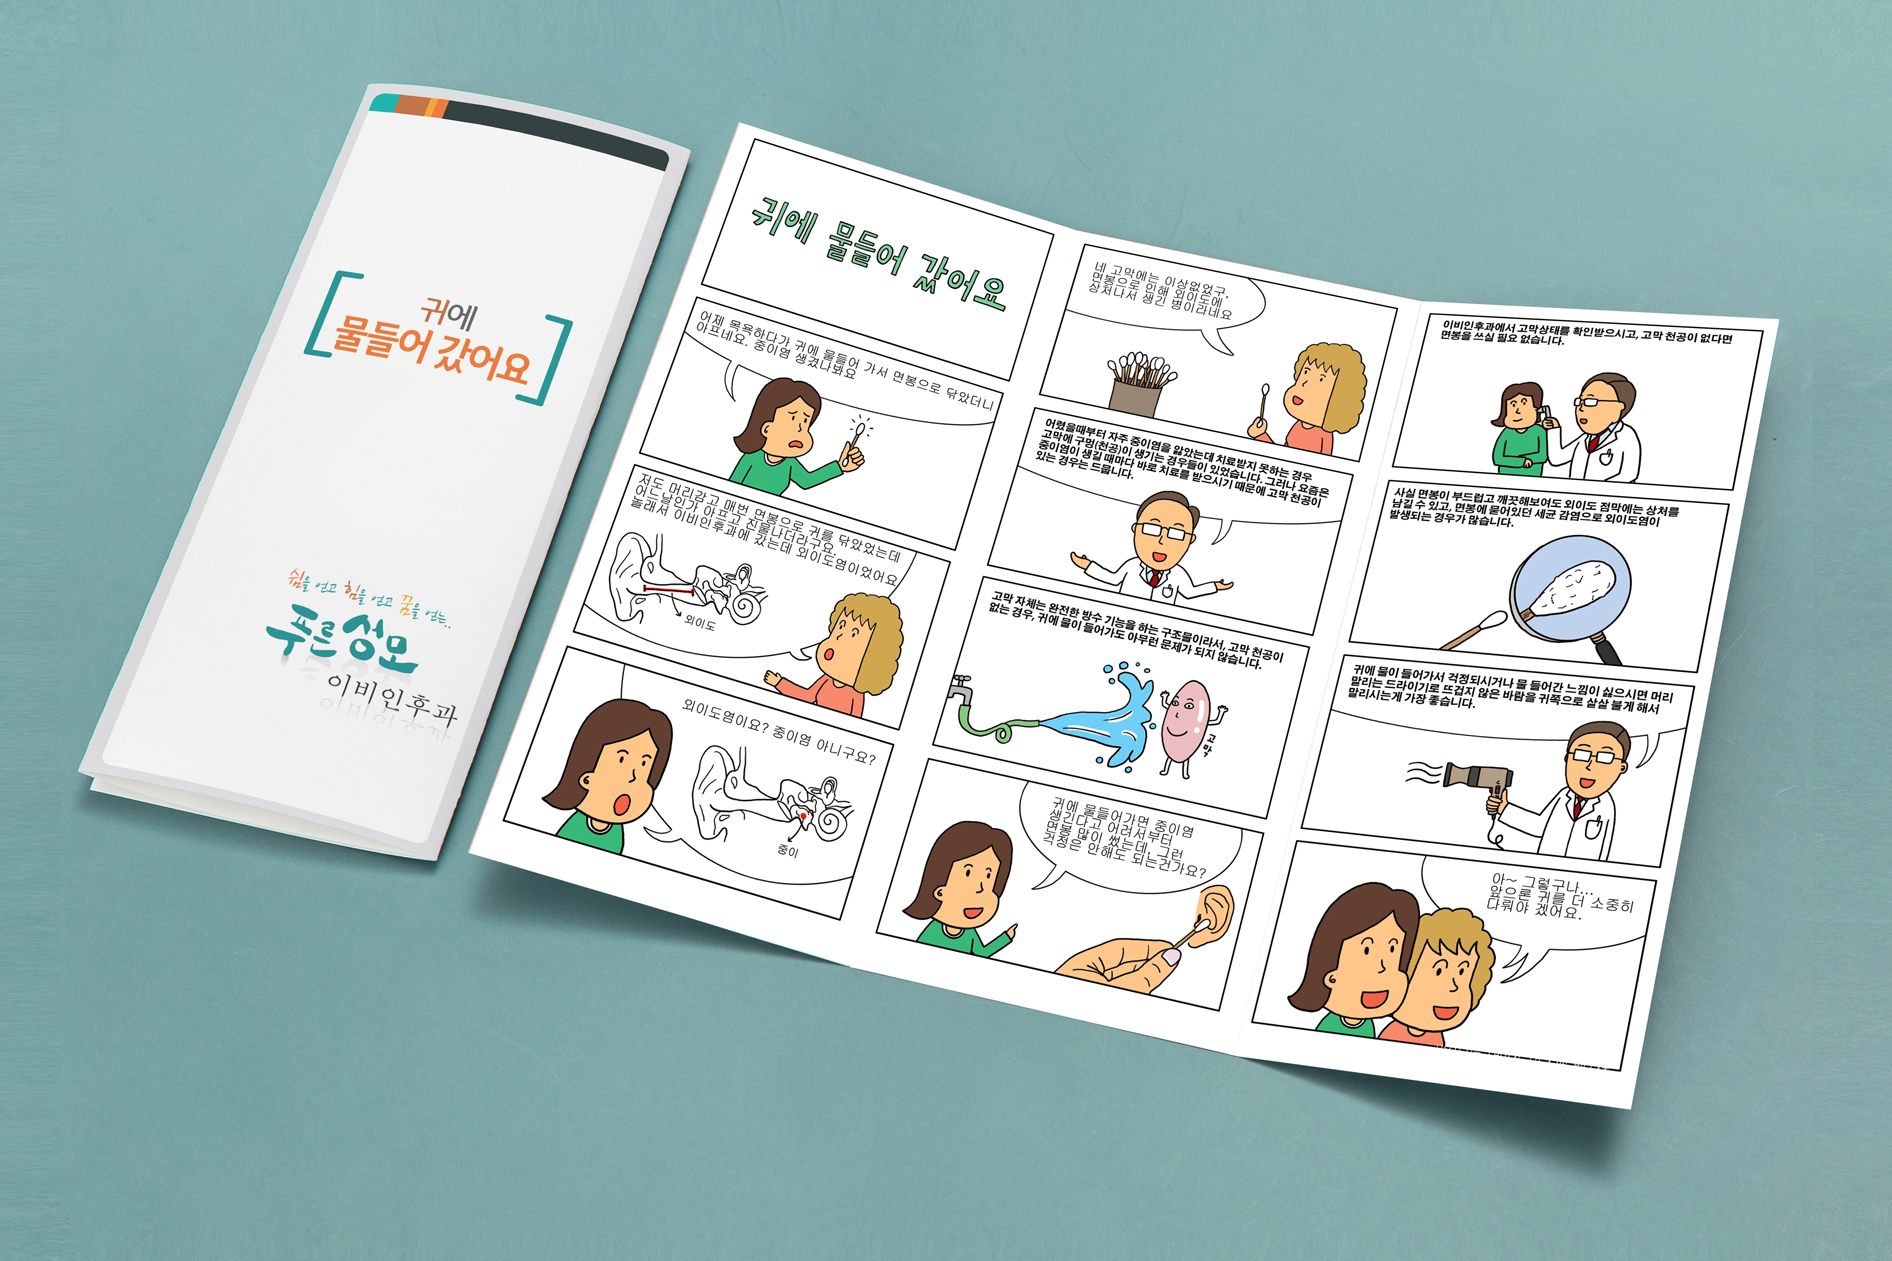 귀에
물들어 갔어요
쉼을 얻고 힘을 얻고 꿈을 얻는..
푸른성모
이비인후과
귀에 물들어 갔어요
어제 목욕하다가 귀에 물들어 가서 면봉으로 닦았더니
아프네요. 중이염 생겼나봐요
저도 머리감고 매번 면봉으로 귀를 닦았었는데
어느날인가 아프고 진물나더라구요.
놀래서 이비인후과에 갔는데 외이도염이었어요
외이도
외이도염이요? 중이염 아니구요?
중이
네 고막에는 이상없었구,
면봉으로 인해 외이도에
상처나서 생긴 병이라네요
어렸을때부터 자주 중이염을 앓았는데 치료받지 못하는 경우
고막에 구멍(천공)이 생기는 경우들이 있었습니다. 그러나 요즘은
중이염이 생길 때마다 바로 치료를 받으시기 때문에 고막 천공이
있는 경우는 드믑니다.
고막 자체는 완전한 방수 기능을 하는 구조물이라서, 고막 천공이
없는 경우, 귀에 물이 들어가도 아무런 문제가 되지 않습니다.
고막
귀에 물들어가면 중이염
생긴다고 어려서부터
면봉 많이 썼는데, 그런
걱정은 안해도 되는건가요?
이비인후과에서 고막상태를 확인받으시고, 고막 천공이 없다면
면봉을 쓰실 필요 없습니다.
사실 면봉이 부드럽고 깨끗해보여도 외이도 점막에는 상처를
남길 수 있고, 면봉에 묻어있던 세균 감염으로 외이도염이
발생되는 경우가 많습니다.
귀에 물이 들어가서 걱정되시거나 물 들어간 느낌이 싫으시면 머리
말리는 드라이기로 뜨겁지 않은 바람을 귀쪽으로 살살 불게 해서
말리시는게 가장 좋습니다.
아~ 그렇구나...
앞으론 귀를 더 소중히
다뤄야 겠어요.